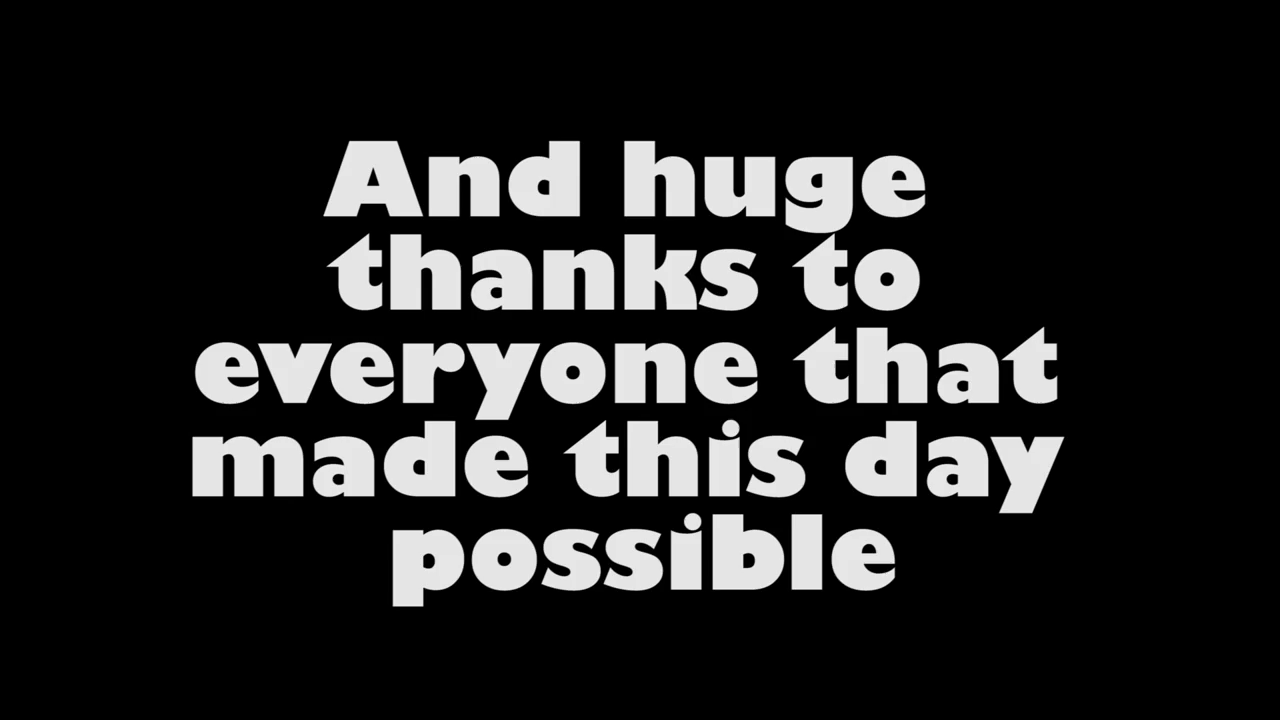 And huge
thanks to
everyone that
made this day
possible